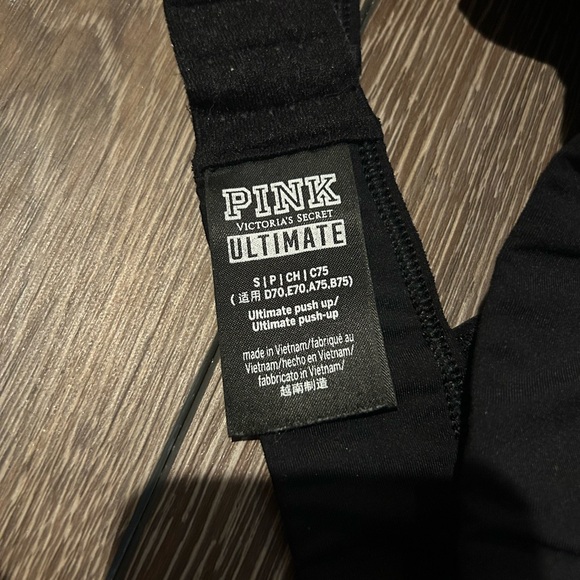 PINK
VICTORIA'S SECRET
ULTIMATE
S | P | CH | C75
( 适用 D70,E70,A75,B75)
Ultimate push up/
Ultimate push-up
made in Vietnam/fabriqué au
Vietnam/hecho en Vietnam/
fabbricato in Vietnam/
越南制造